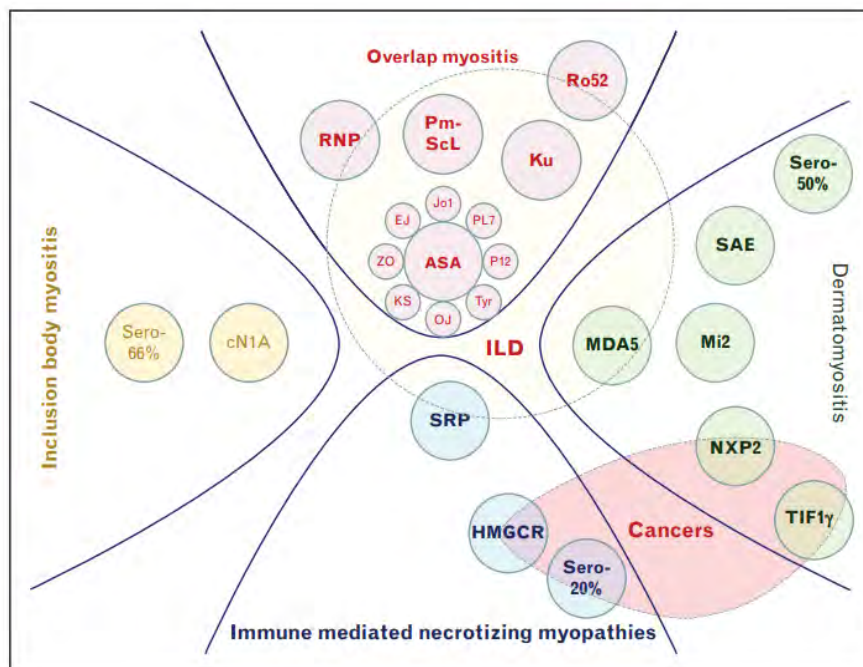 Overlap myositis
Ro52
RNP
Pm-
ScL
Ku
Sero-
50%
Jo1
EJ
PL7
SAE
ZO
ASA
P12
KS
Tyr
OJ
Inclusion body myositis
Sero-
66%
cN1A
ILD
MDA5
Mi2
Dermatomyositis
SRP
NXP2
HMGCR
Cancers
TIF1γ
Sero-
20%
Immune mediated necrotizing myopathies